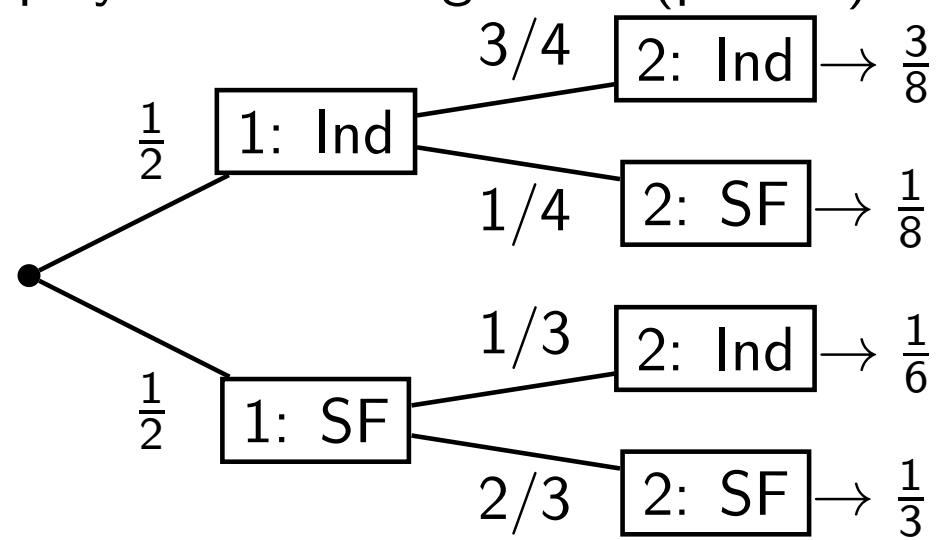 3/4
2: Ind → 3/8
1/2
1: Ind
1/4
2: SF → 1/8
1/3
2: Ind → 1/6
1/2
1: SF
2/3
2: SF → 1/3